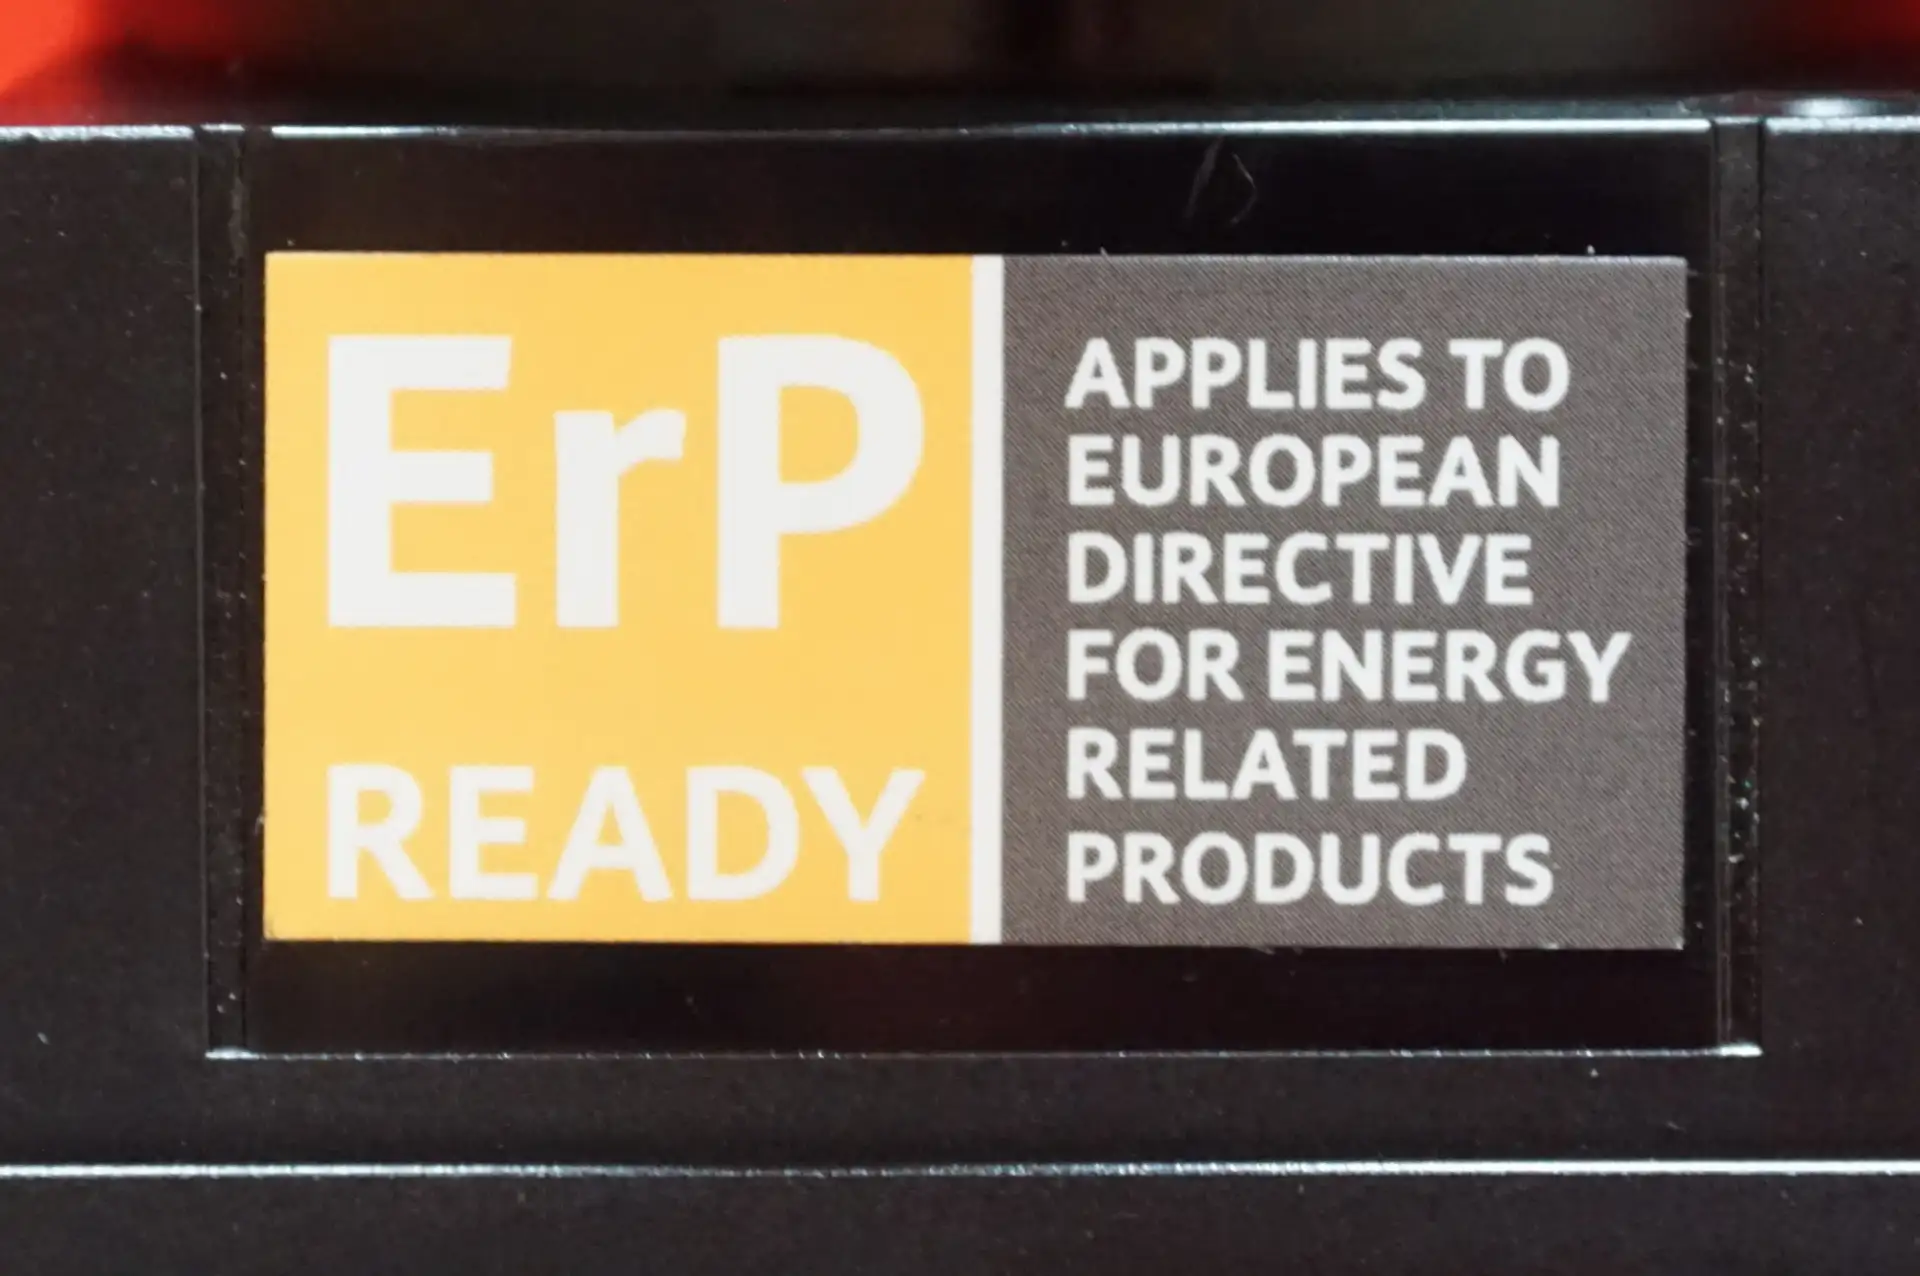 ErP
READY
APPLIES TO
EUROPEAN
DIRECTIVE
FOR ENERGY
RELATED
PRODUCTS